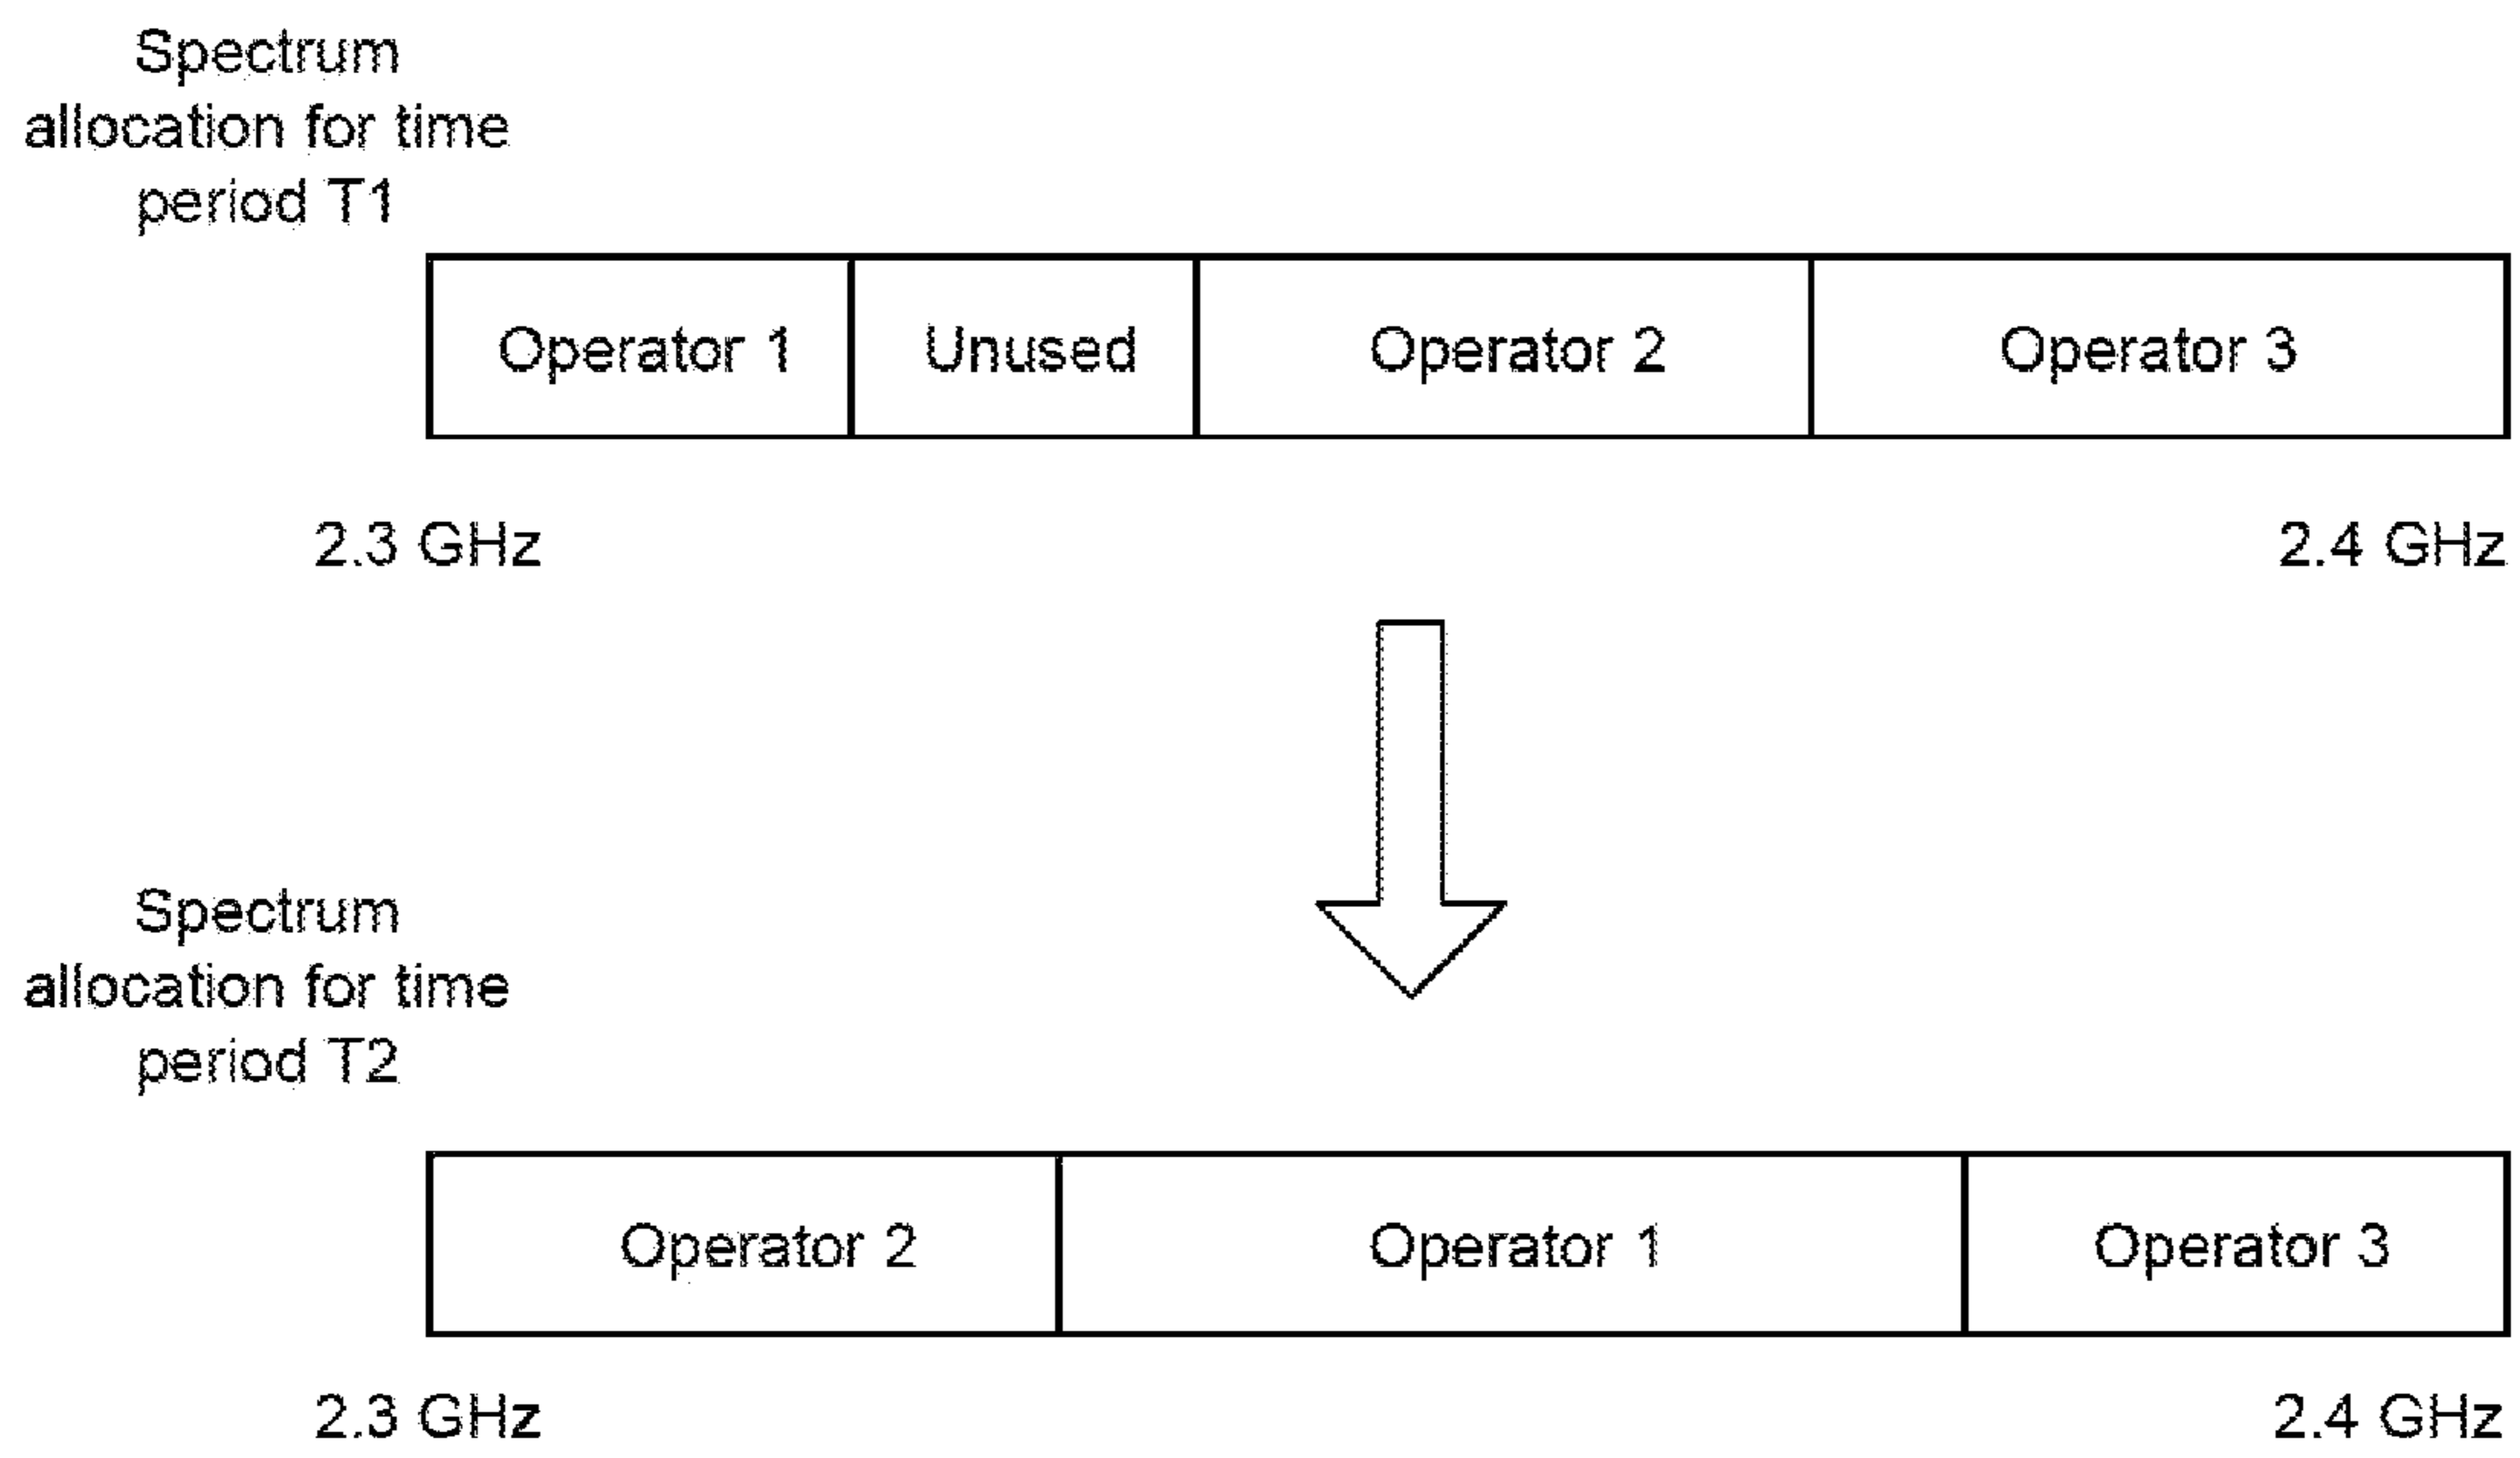 Spectrum
allocation for time
period T1
Operator 1 Unused Operator 2 Operator 3
2.3 GHz 2.4 GHz
Spectrum
allocation for time
period T2
Operator 2 Operator 1 Operator 3
2.3 GHz 2.4 GHz